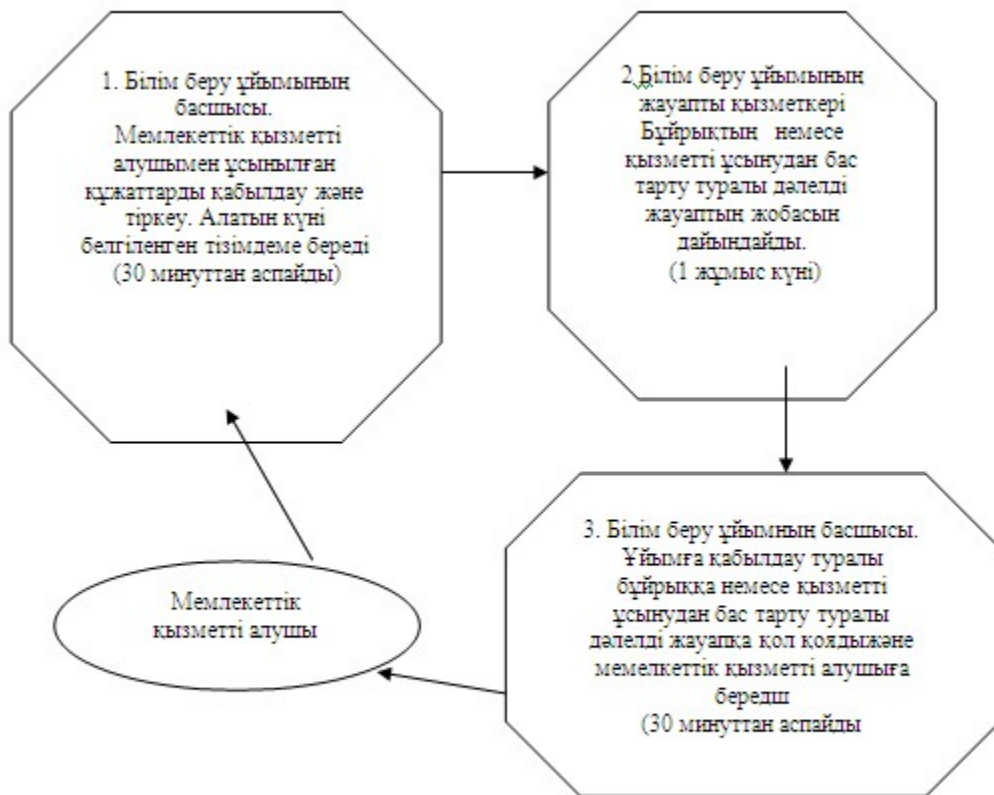 1. Білім беру ұйымының
басшысы.
Мемлекеттік қызметті
алушымен ұсынылған
құжаттарды қабылдау және
тіркеу. Алатын күні
белгіленген тізімдеме береді
(30 минуттан аспайды)
2.Білім беру ұйымының
жауапты қызметкері
Бұйрықтың немесе
қызметті ұсынудан бас
тарту туралы дәлелді
жауаптың жобасын
дайындайды.
(1 жұмыс күні)
3. Білім беру ұйымның басшысы.
Ұйымға қабылдау туралы
бұйрыққа немесе қызметті
ұсынудан бас тарту туралы
дәлелді жауапқа қол қоядыжәне
мемелкеттік қызметті алушыға
бередш
(30 минуттан аспайды
Мемлекеттік
қызметті алушы